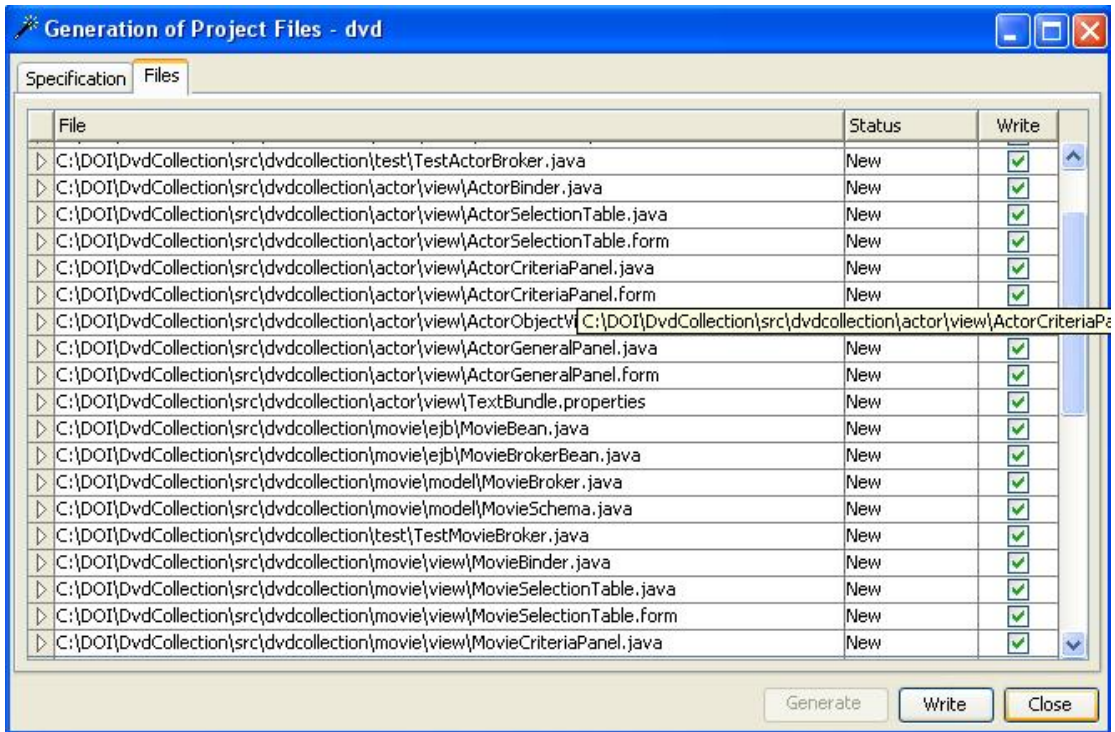 Generation of Project Files - dvd
Specification Files
File Status Write
C:\DOI\DvdCollection\src\dvdcollection\test\TestActorBroker.java New
C:\DOI\DvdCollection\src\dvdcollection\actor\view\ActorBinder.java New
C:\DOI\DvdCollection\src\dvdcollection\actor\view\ActorSelectionTable.java New
C:\DOI\DvdCollection\src\dvdcollection\actor\view\ActorSelectionTable.form New
C:\DOI\DvdCollection\src\dvdcollection\actor\view\ActorCriteriaPanel.java New
C:\DOI\DvdCollection\src\dvdcollection\actor\view\ActorCriteriaPanel.form New
C:\DOI\DvdCollection\src\dvdcollection\actor\view\ActorObjectVi C:\DOI\DvdCollection\src\dvdcollection\actor\view\ActorCriteriaPa
C:\DOI\DvdCollection\src\dvdcollection\actor\view\ActorGeneralPanel.java New
C:\DOI\DvdCollection\src\dvdcollection\actor\view\ActorGeneralPanel.form New
C:\DOI\DvdCollection\src\dvdcollection\actor\view\TextBundle.properties New
C:\DOI\DvdCollection\src\dvdcollection\movie\ejb\MovieBean.java New
C:\DOI\DvdCollection\src\dvdcollection\movie\ejb\MovieBrokerBean.java New
C:\DOI\DvdCollection\src\dvdcollection\movie\model\MovieBroker.java New
C:\DOI\DvdCollection\src\dvdcollection\movie\model\MovieSchema.java New
C:\DOI\DvdCollection\src\dvdcollection\test\TestMovieBroker.java New
C:\DOI\DvdCollection\src\dvdcollection\movie\view\MovieBinder.java New
C:\DOI\DvdCollection\src\dvdcollection\movie\view\MovieSelectionTable.java New
C:\DOI\DvdCollection\src\dvdcollection\movie\view\MovieSelectionTable.form New
C:\DOI\DvdCollection\src\dvdcollection\movie\view\MovieCriteriaPanel.java New
Generate Write Close